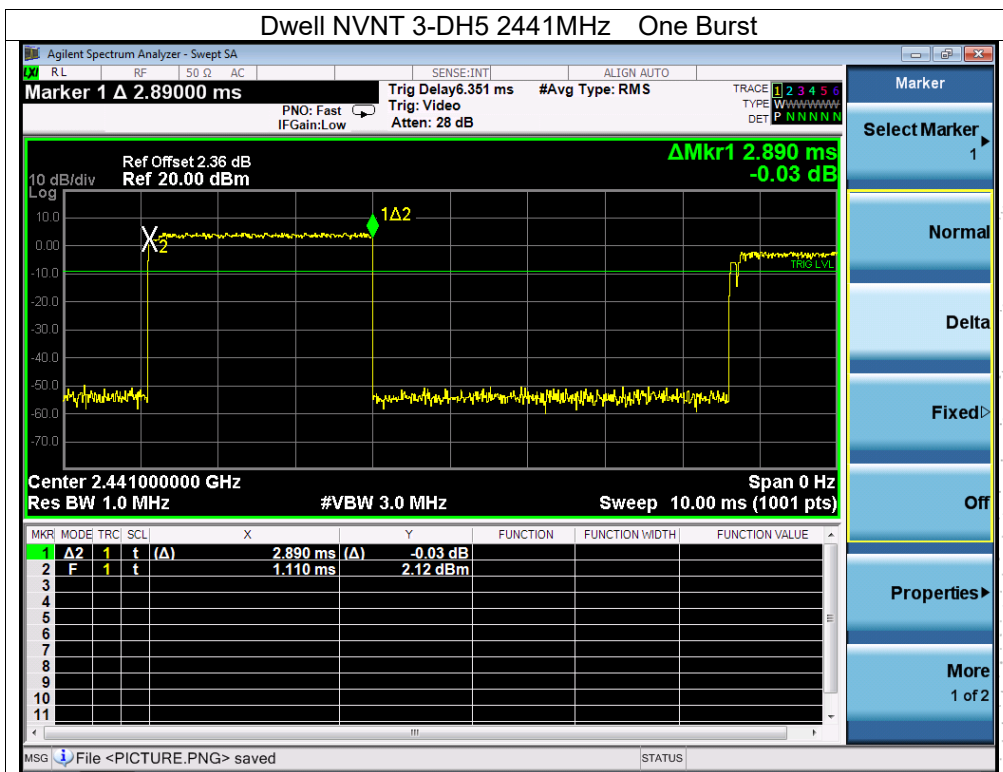 Dwell NVNT 3-DH5 2441MHz One Burst
Agilent Spectrum Analyzer - Swept SA
LXI RL RF 50 Ω AC SENSE:INT ALIGN AUTO
Marker 1 Δ 2.89000 ms
Trig Delay6.351 ms #Avg Type: RMS
PNO: Fast Trig: Video
IFGain:Low Atten: 28 dB
TRACE 1 2 3 4 5 6
TYPE WWWWWW
DET P N N N N N
Ref Offset 2.36 dB
10 dB/div Ref 20.00 dBm
Log
ΔMkr1 2.890 ms
-0.03 dB
10.0
0.00
-10.0
-20.0
-30.0
-40.0
-50.0
-60.0
-70.0
1Δ2
X2
TRIG LVL
Center 2.441000000 GHz Span 0 Hz
Res BW 1.0 MHz #VBW 3.0 MHz Sweep 10.00 ms (1001 pts)
MKR MODE TRC SCL X Y FUNCTION FUNCTION WIDTH FUNCTION VALUE
1 Δ2 1 t (Δ) 2.890 ms (Δ) -0.03 dB
2 F 1 t 1.110 ms 2.12 dBm
3
4
5
6
7
8
9
10
11
MSG File <PICTURE.PNG> saved STATUS
Marker
Select Marker
1
Normal
Delta
Fixed
Off
Properties
More
1 of 2